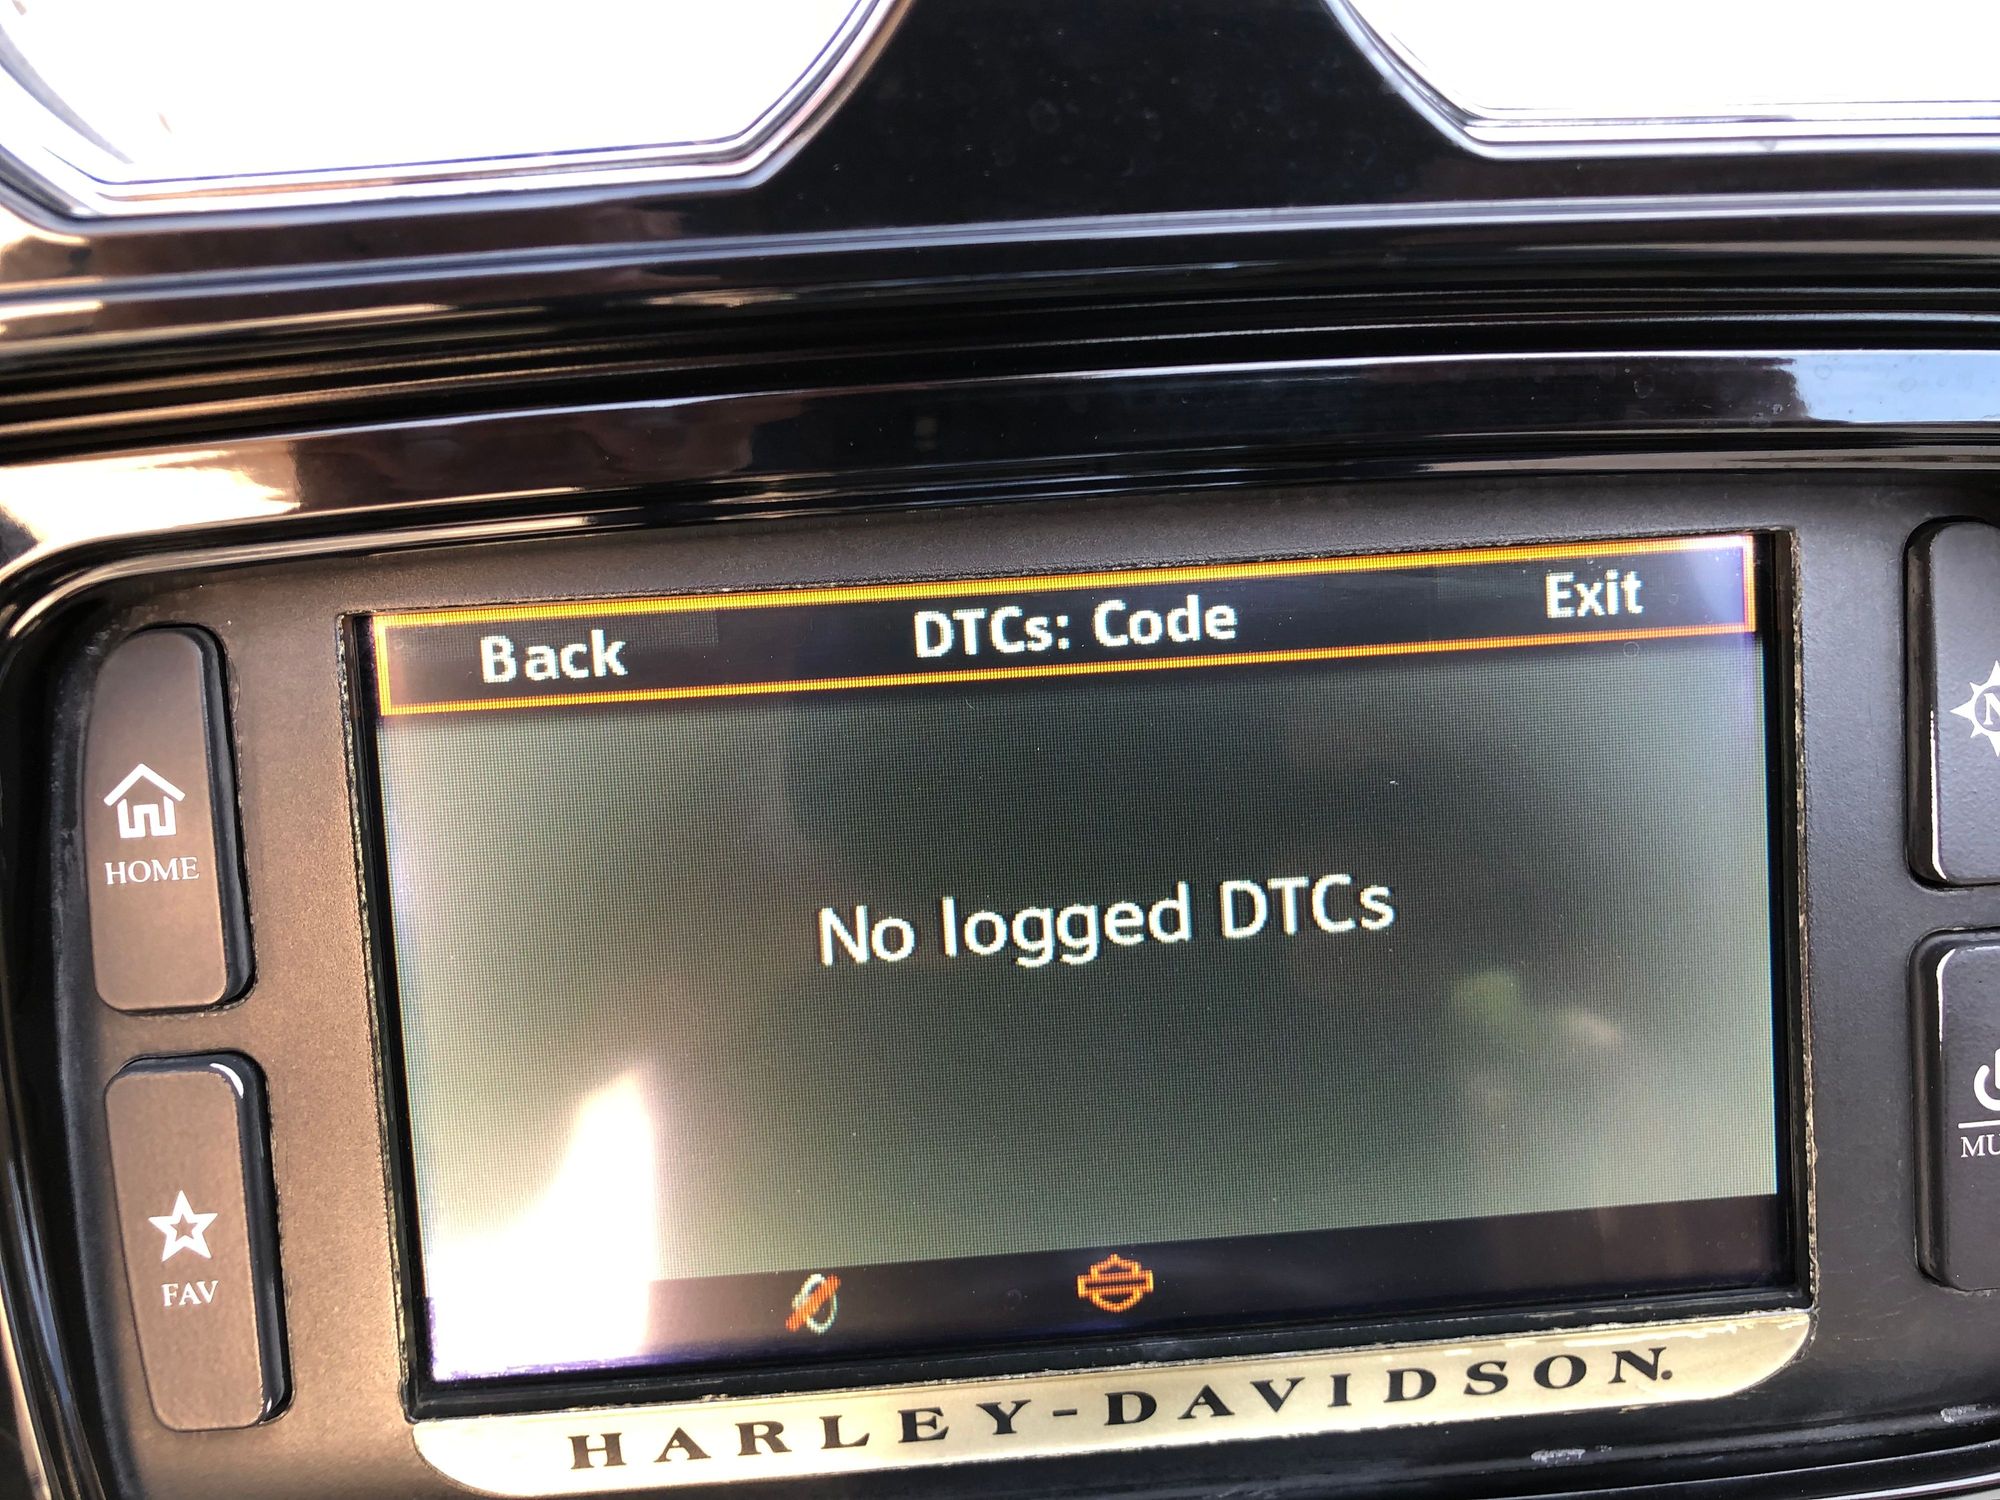 Back DTCs: Code Exit
No logged DTCs
HOME
FAV
N
HARLEY-DAVIDSON.